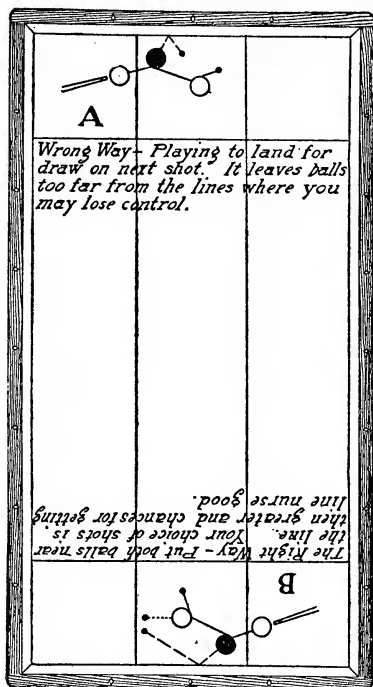 A
Wrong Way - Playing to land for
draw on next shot. It leaves balls
too far from the lines where you
may lose control.
The Right Way - Put both balls near
the line. Your choice of shots is
then greater and chances for getting
line nurse good.
B